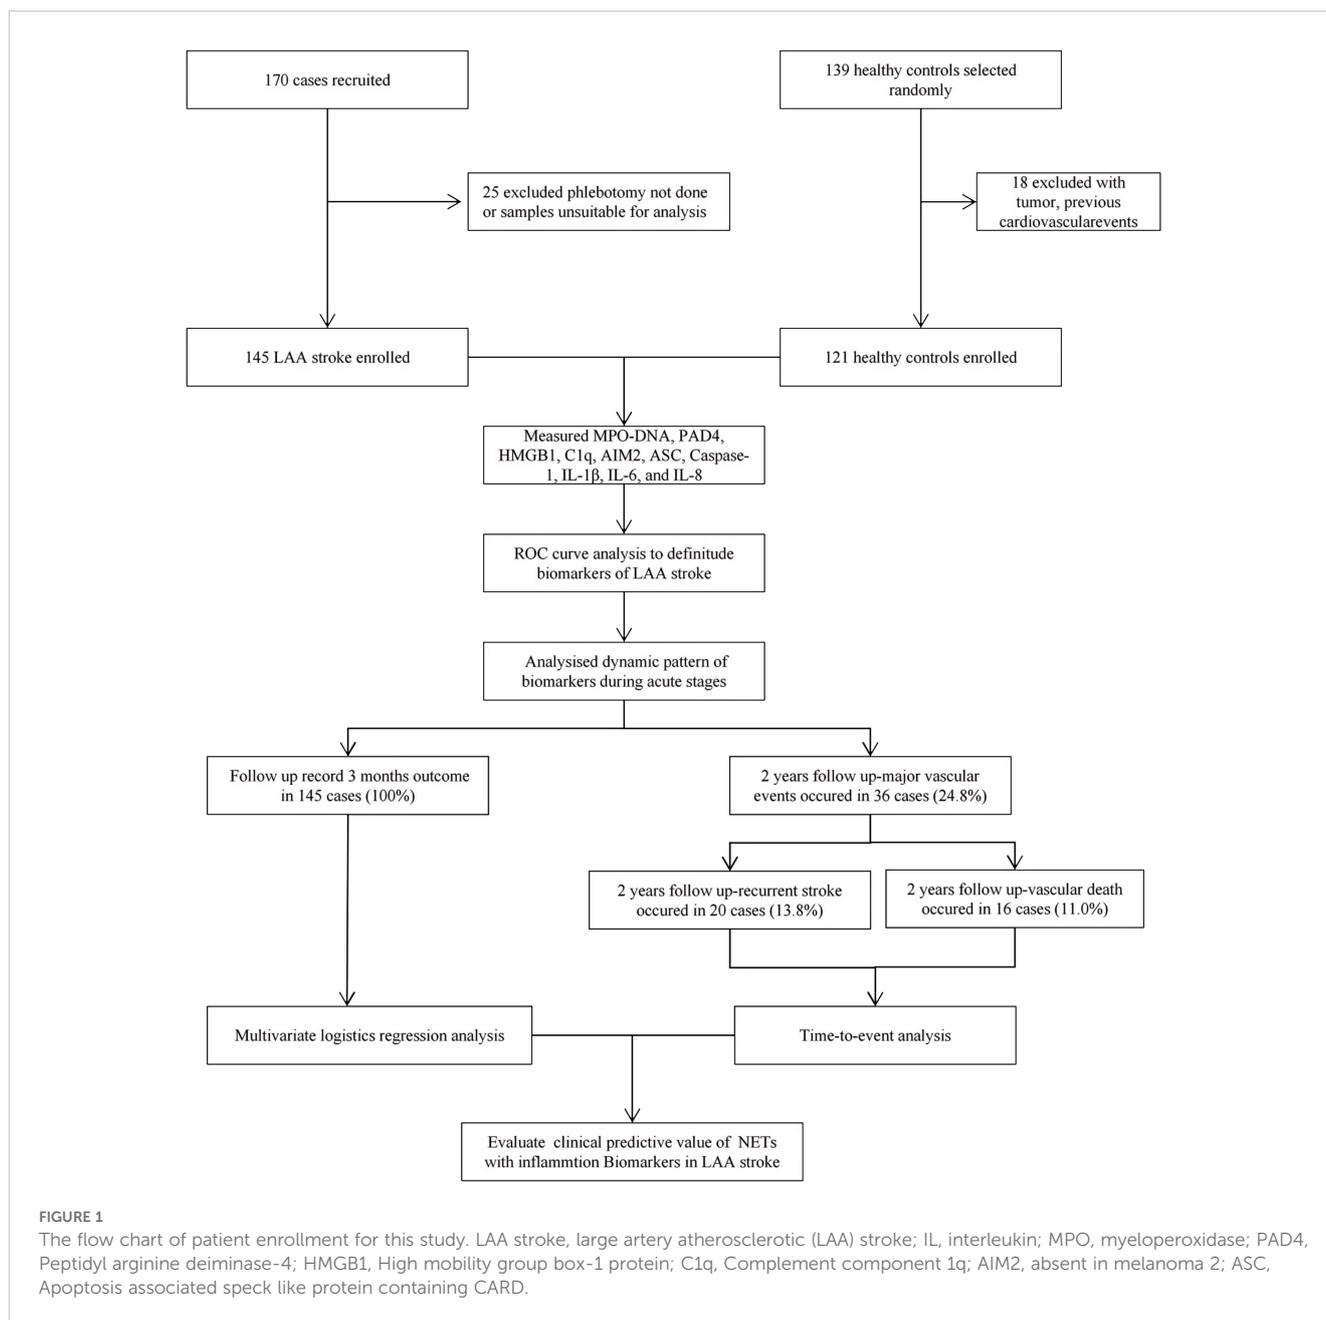 170 cases recruited
139 healthy controls selected
randomly
25 excluded phlebotomy not done
or samples unsuitable for analysis
18 excluded with
tumor, previous
cardiovascularevents
145 LAA stroke enrolled
121 healthy controls enrolled
Measured MPO-DNA, PAD4,
HMGB1, C1q, AIM2, ASC, Caspase-
1, IL-1β, IL-6, and IL-8
ROC curve analysis to definitude
biomarkers of LAA stroke
Analysised dynamic pattern of
biomarkers during acute stages
Follow up record 3 months outcome
in 145 cases (100%)
2 years follow up-major vascular
events occured in 36 cases (24.8%)
2 years follow up-recurrent stroke
occured in 20 cases (13.8%)
2 years follow up-vascular death
occured in 16 cases (11.0%)
Multivariate logistics regression analysis
Time-to-event analysis
Evaluate clinical predictive value of NETs
with inflammtion Biomarkers in LAA stroke
FIGURE 1
The flow chart of patient enrollment for this study. LAA stroke, large artery atherosclerotic (LAA) stroke; IL, interleukin; MPO, myeloperoxidase; PAD4,
Peptidyl arginine deiminase-4; HMGB1, High mobility group box-1 protein; C1q, Complement component 1q; AIM2, absent in melanoma 2; ASC,
Apoptosis associated speck like protein containing CARD.